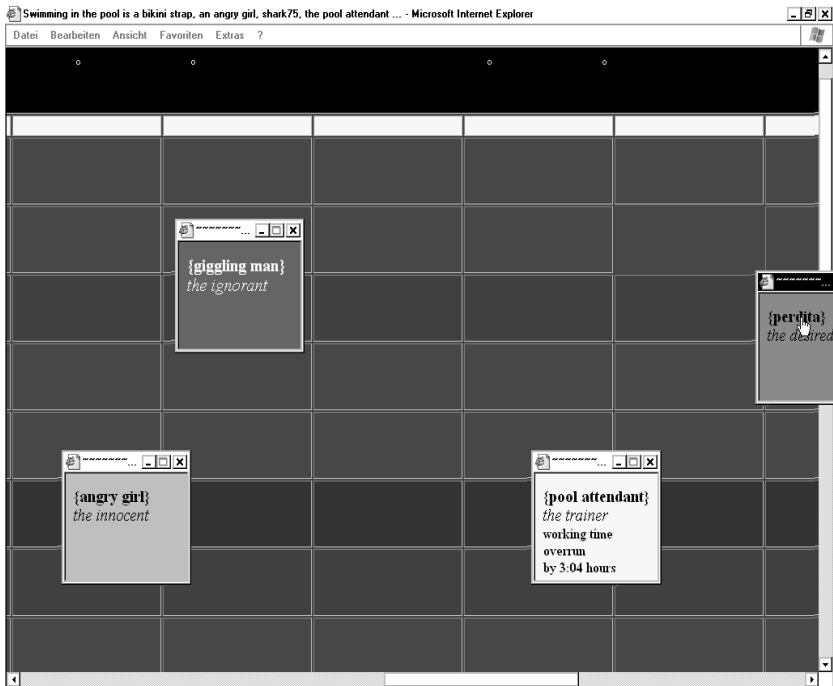 Swimming in the pool is a bikini strap, an angry girl, shark75, the pool attendant ... - Microsoft Internet Explorer
Datei Bearbeiten Ansicht Favoriten Extras ?
~~~~~~~...
{giggling man}
the ignorant
~~~~~~~...
{perdita}
the desired
~~~~~~~...
{angry girl}
the innocent
~~~~~~~...
{pool attendant}
the trainer
working time
overrun
by 3:04 hours